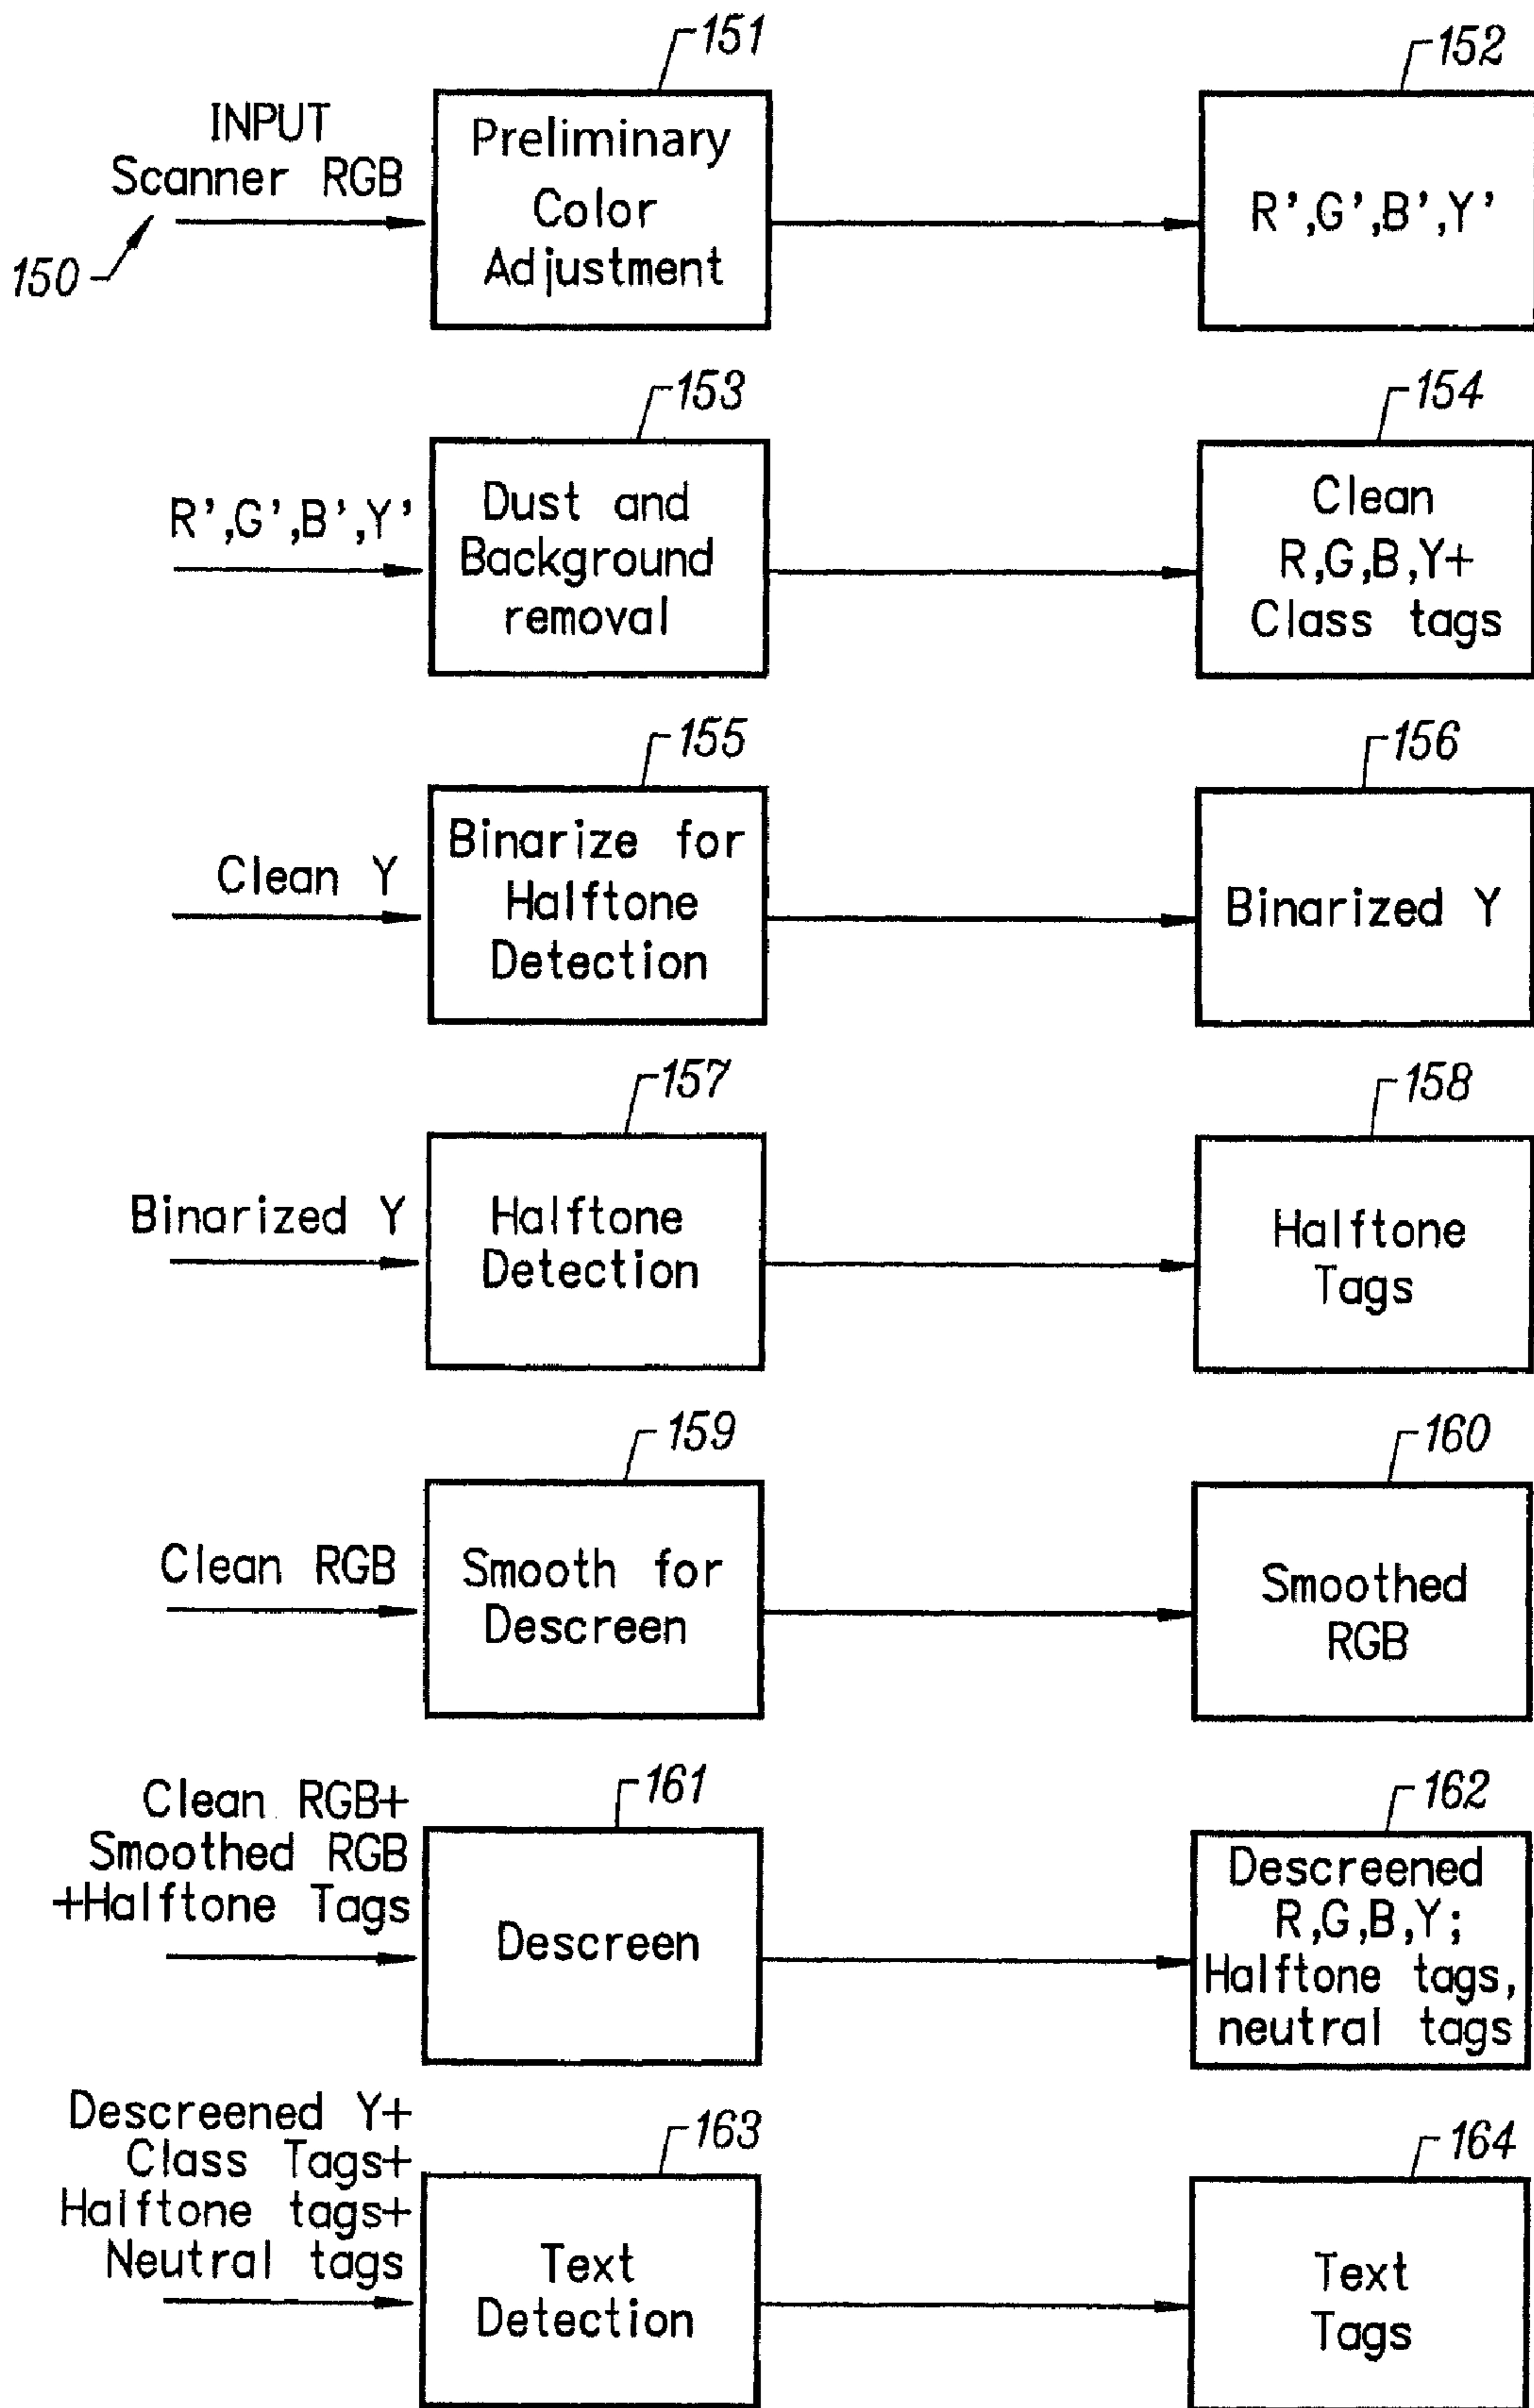 151
152
INPUT
Scanner RGB
150
Preliminary
Color
Adjustment
R',G',B',Y'
153
154
R',G',B',Y'
Dust and
Background
removal
Clean
R,G,B,Y+
Class tags
155
156
Clean Y
Binarize for
Halftone
Detection
Binarized Y
157
158
Binarized Y
Halftone
Detection
Halftone
Tags
159
160
Clean RGB
Smooth for
Descreen
Smoothed
RGB
161
162
Clean RGB+
Smoothed RGB
+Halftone Tags
Descreen
Descreened
R,G,B,Y;
Halftone tags,
neutral tags
163
164
Descreened Y+
Class Tags+
Halftone tags+
Neutral tags
Text
Detection
Text
Tags